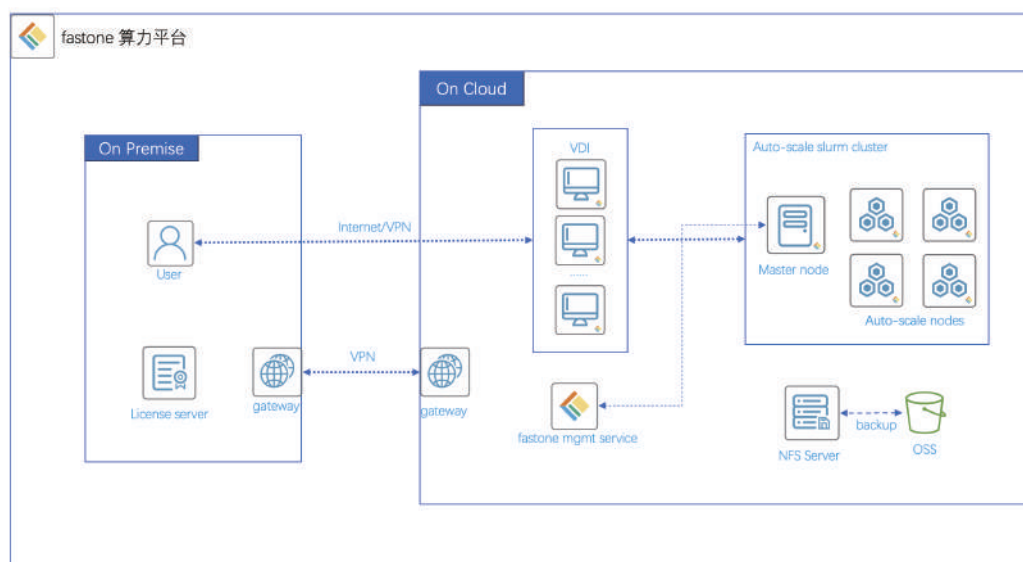 fastone 算力平台
On Cloud
On Premise
VDI
Auto-scale slurm cluster
Internet/VPN
User
......
Master node
Auto-scale nodes
VPN
License server
gateway
gateway
fastone mgmt service
backup
NFS Server
OSS